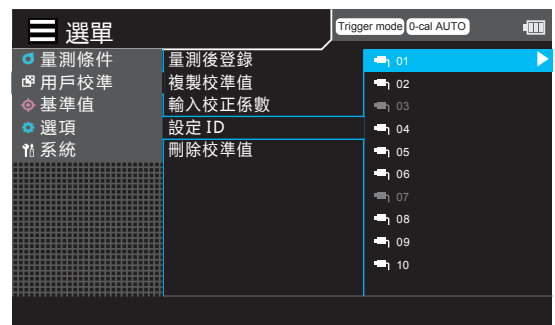 選單
Trigger mode 0-cal AUTO
量測條件
用戶校準
基準值
選項
系統
量測後登錄
複製校準值
輸入校正係數
設定 ID
刪除校準值
01
02
03
04
05
06
07
08
09
10